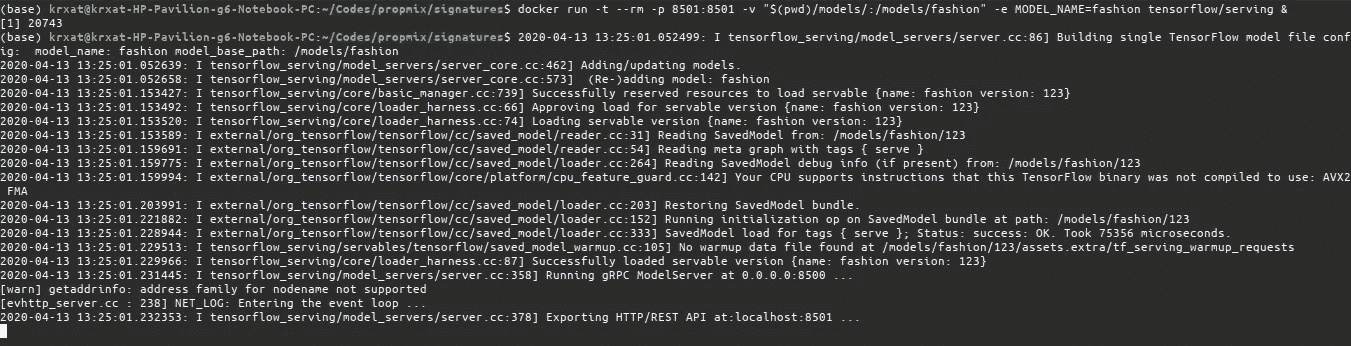 (base) krxat@krxat-HP-Pavilion-g6-Notebook-PC:~/Codes/propmix/signatures$ docker run -t --rm -p 8501:8501 -v "$(pwd)/models/:/models/fashion" -e MODEL_NAME=fashion tensorflow/serving &
[1] 20743
(base) krxat@krxat-HP-Pavilion-g6-Notebook-PC:~/Codes/propmix/signatures$ 2020-04-13 13:25:01.052499: I tensorflow_serving/model_servers/server.cc:86] Building single TensorFlow model file conf
ig:  model_name: fashion model_base_path: /models/fashion
2020-04-13 13:25:01.052639: I tensorflow_serving/model_servers/server_core.cc:462] Adding/updating models.
2020-04-13 13:25:01.052658: I tensorflow_serving/model_servers/server_core.cc:573]  (Re-)adding model: fashion
2020-04-13 13:25:01.153427: I tensorflow_serving/core/basic_manager.cc:739] Successfully reserved resources to load servable {name: fashion version: 123}
2020-04-13 13:25:01.153492: I tensorflow_serving/core/loader_harness.cc:66] Approving load for servable version {name: fashion version: 123}
2020-04-13 13:25:01.153520: I tensorflow_serving/core/loader_harness.cc:74] Loading servable version {name: fashion version: 123}
2020-04-13 13:25:01.153589: I external/org_tensorflow/tensorflow/cc/saved_model/reader.cc:31] Reading SavedModel from: /models/fashion/123
2020-04-13 13:25:01.159691: I external/org_tensorflow/tensorflow/cc/saved_model/reader.cc:54] Reading meta graph with tags { serve }
2020-04-13 13:25:01.159775: I external/org_tensorflow/tensorflow/cc/saved_model/loader.cc:264] Reading SavedModel debug info (if present) from: /models/fashion/123
2020-04-13 13:25:01.159994: I external/org_tensorflow/tensorflow/core/platform/cpu_feature_guard.cc:142] Your CPU supports instructions that this TensorFlow binary was not compiled to use: AVX2
 FMA
2020-04-13 13:25:01.203991: I external/org_tensorflow/tensorflow/cc/saved_model/loader.cc:203] Restoring SavedModel bundle.
2020-04-13 13:25:01.221882: I external/org_tensorflow/tensorflow/cc/saved_model/loader.cc:152] Running initialization op on SavedModel bundle at path: /models/fashion/123
2020-04-13 13:25:01.228944: I external/org_tensorflow/tensorflow/cc/saved_model/loader.cc:333] SavedModel load for tags { serve }; Status: success: OK. Took 75356 microseconds.
2020-04-13 13:25:01.229513: I tensorflow_serving/servables/tensorflow/saved_model_warmup.cc:105] No warmup data file found at /models/fashion/123/assets.extra/tf_serving_warmup_requests
2020-04-13 13:25:01.229966: I tensorflow_serving/core/loader_harness.cc:87] Successfully loaded servable version {name: fashion version: 123}
2020-04-13 13:25:01.231445: I tensorflow_serving/model_servers/server.cc:358] Running gRPC ModelServer at 0.0.0.0:8500 ...
[warn] getaddrinfo: address family for nodename not supported
[evhttp_server.cc : 238] NET_LOG: Entering the event loop ...
2020-04-13 13:25:01.232353: I tensorflow_serving/model_servers/server.cc:378] Exporting HTTP/REST API at:localhost:8501 ...